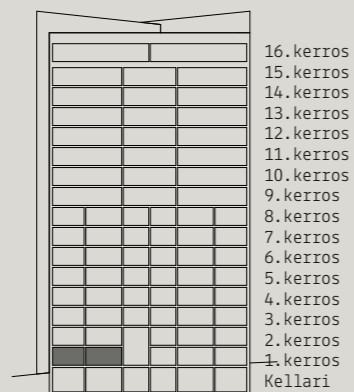 16.kerros
15.kerros
14.kerros
13.kerros
12.kerros
11.kerros
10.kerros
9.kerros
8.kerros
7.kerros
6.kerros
5.kerros
4.kerros
3.kerros
2.kerros
1.kerros
Kellari